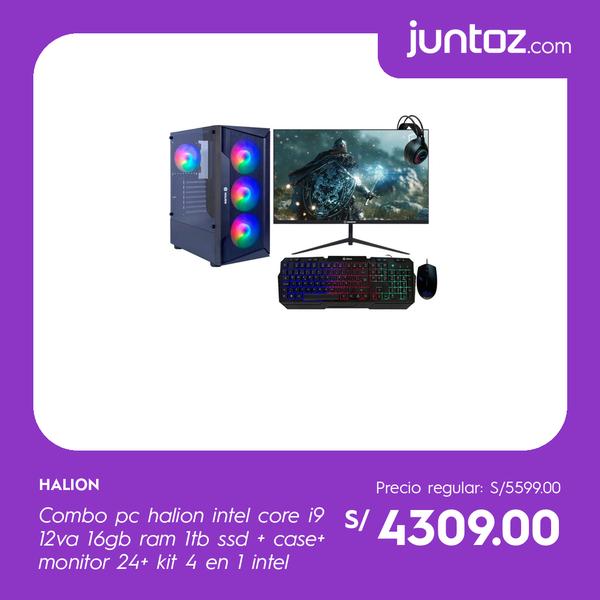 juntoz.com
HALION
Precio regular: S/5599.00
Combo pc halion intel core i9
12va 16gb ram 1tb ssd + case+
monitor 24+ kit 4 en 1 intel
S/ 4309.00